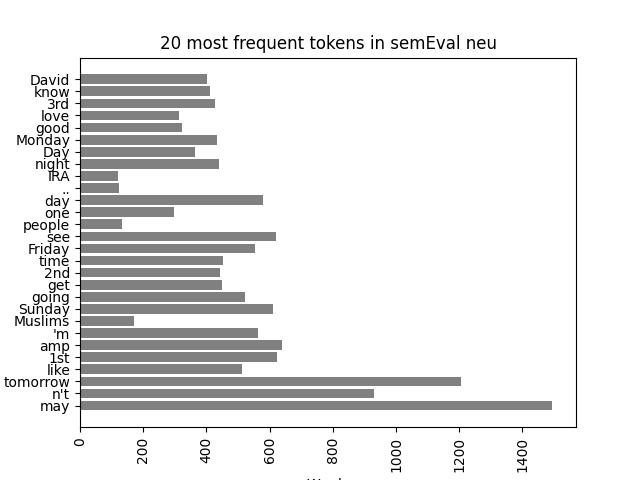 20 most frequent tokens in semEval neu
David
know
3rd
love
good
Monday
Day
night
IRA
..
day
one
people
see
Friday
time
2nd
get
going
Sunday
Muslims
'm
amp
1st
like
tomorrow
n't
may
0
200
400
600
800
1000
1200
1400